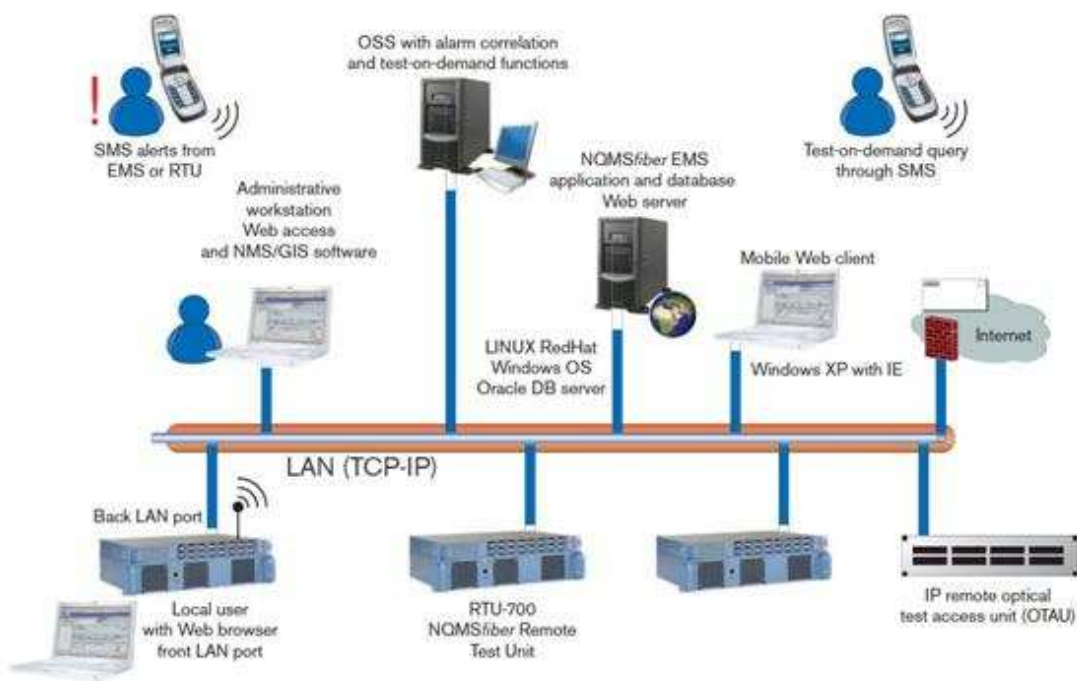 OSS with alarm correlation
and test-on-demand functions
SMS alerts from
EMS or RTU
Test-on-demand query
through SMS
NQMSfiber EMS
application and database
Web server
Administrative
workstation
Web access
and NMS/GIS software
Mobile Web client
Internet
LINUX RedHat
Windows OS
Oracle DB server
Windows XP with IE
LAN (TCP-IP)
Back LAN port
Local user
with Web browser
front LAN port
RTU-700
NQMSfiber Remote
Test Unit
IP remote optical
test access unit (OTAU)